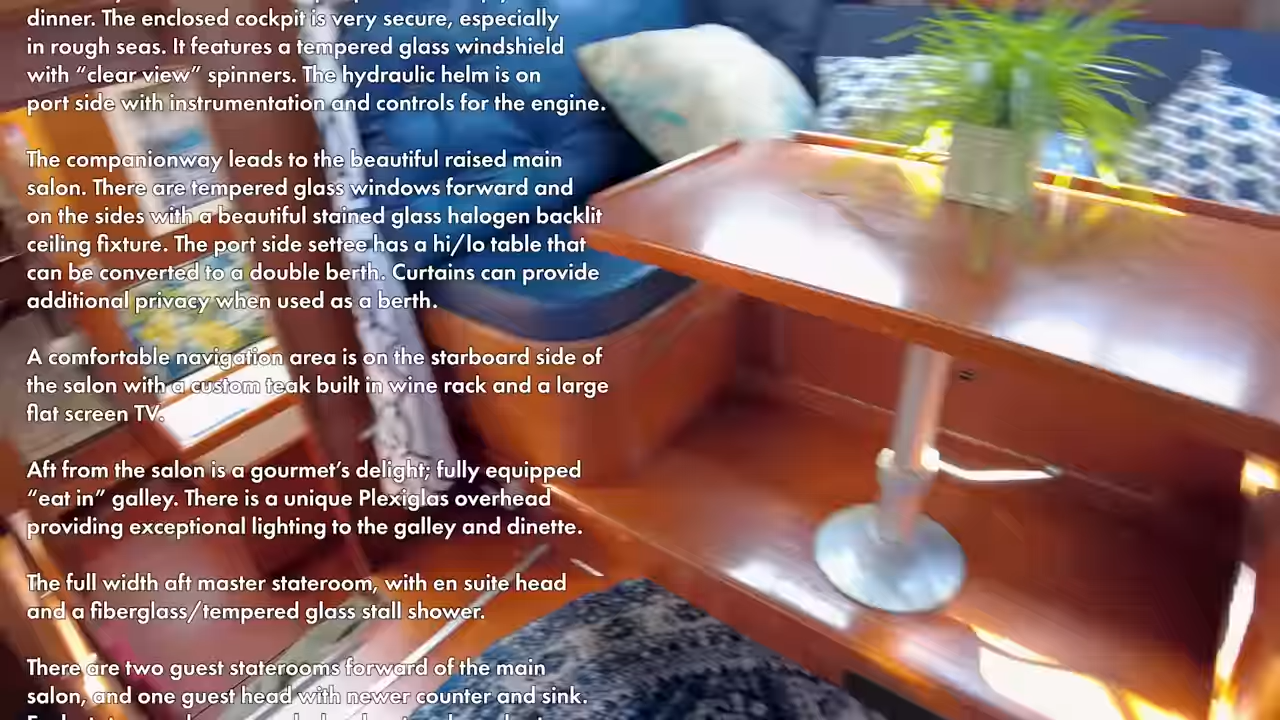 dinner. The enclosed cockpit is very secure, especially
in rough seas. It features a tempered glass windshield
with “clear view” spinners. The hydraulic helm is on
port side with instrumentation and controls for the engine.
The companionway leads to the beautiful raised main
salon. There are tempered glass windows forward and
on the sides with a beautiful stained glass halogen backlit
ceiling fixture. The port side settee has a hi/lo table that
can be converted to a double berth. Curtains can provide
additional privacy when used as a berth.
A comfortable navigation area is on the starboard side of
the salon with a custom teak built in wine rack and a large
flat screen TV.
Aft from the salon is a gourmet’s delight; fully equipped
“eat in” galley. There is a unique Plexiglas overhead
providing exceptional lighting to the galley and dinette.
The full width aft master stateroom, with en suite head
and a fiberglass/tempered glass stall shower.
There are two guest staterooms forward of the main
salon, and one guest head with newer counter and sink.